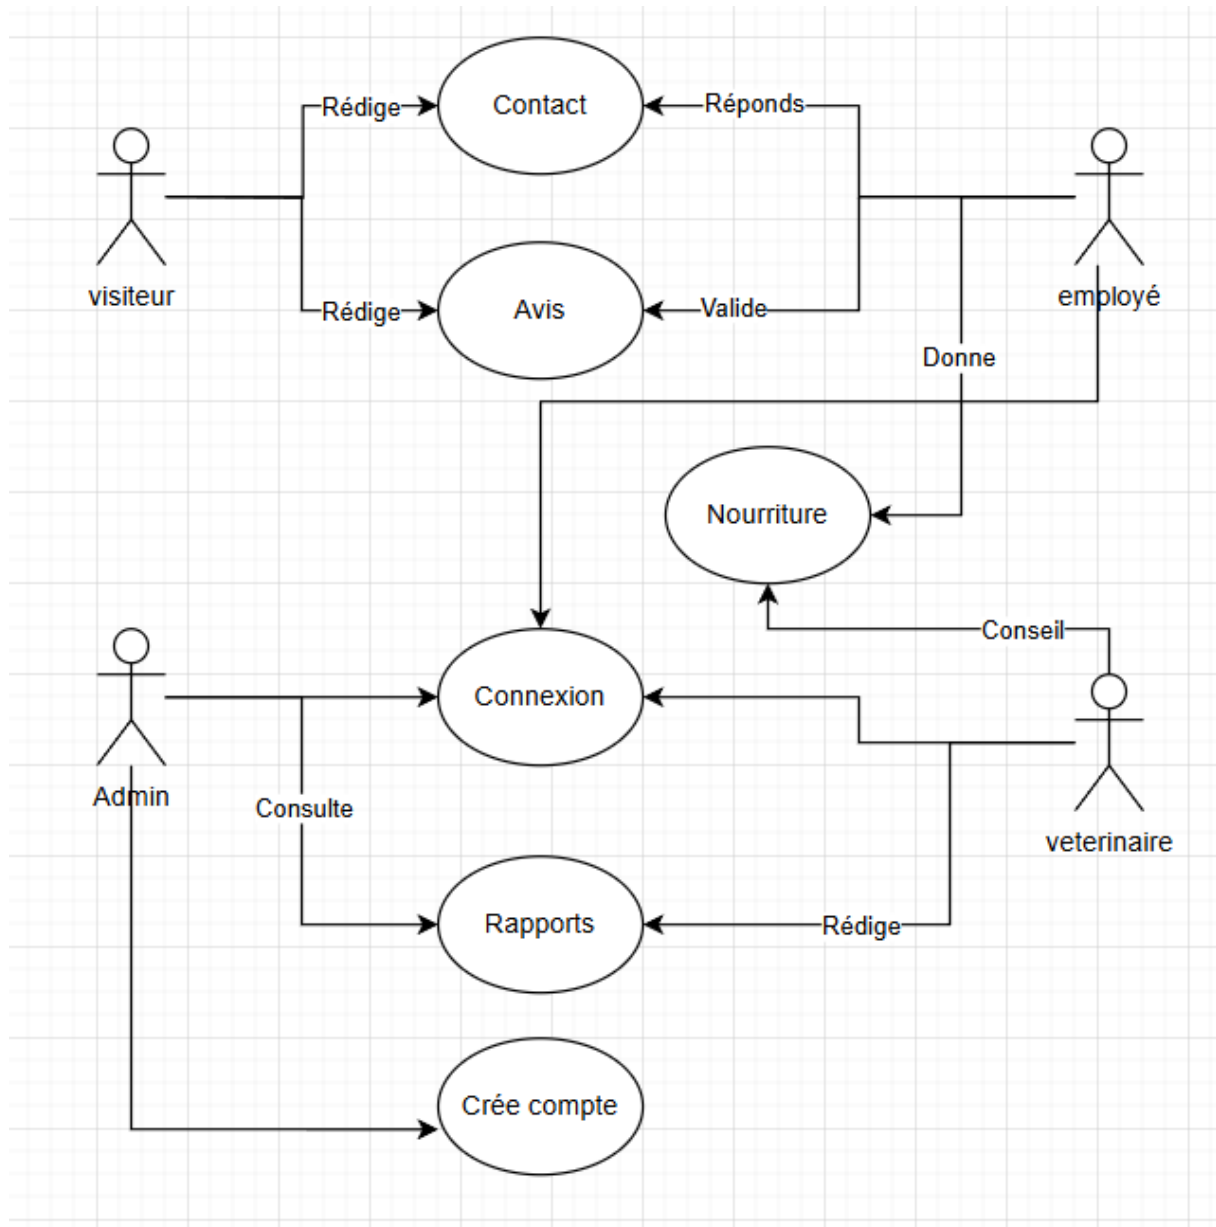 Contact
Rédige
Réponds
visiteur
employé
Avis
Rédige
Valide
Donne
Nourriture
Conseil
Connexion
Admin
Consulte
veterinaire
Rapports
Rédige
Crée compte